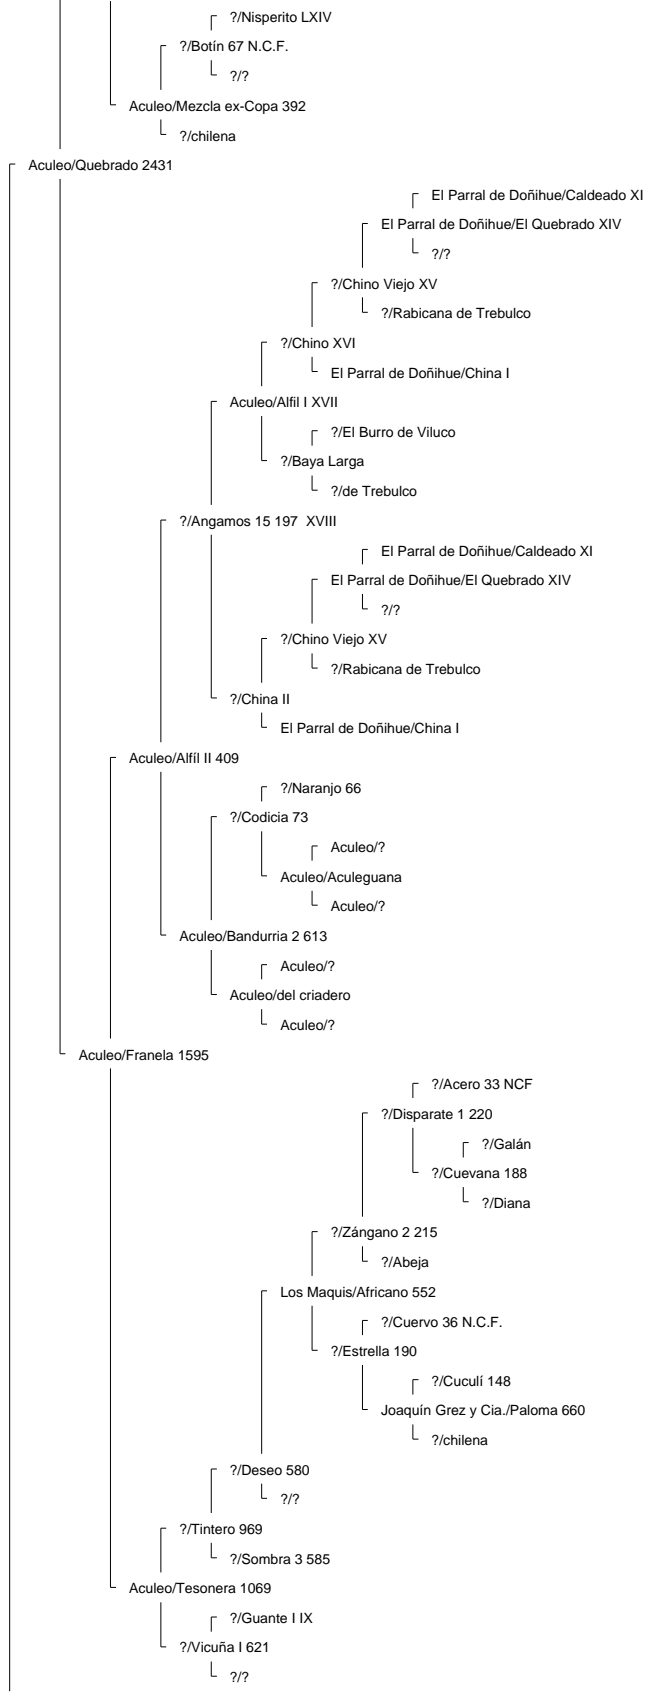 ?/Nisperito LXIV
?/Botín 67 N.C.F.
?/?
Aculeo/Mezcla ex-Copa 392
?/chilena
Aculeo/Quebrado 2431
El Parral de Doñihue/Caldeado XI
El Parral de Doñihue/El Quebrado XIV
?/?
?/Chino Viejo XV
?/Rabicana de Trebulco
?/Chino XVI
El Parral de Doñihue/China I
Aculeo/Alfil I XVII
?/El Burro de Viluco
?/Baya Larga
?/de Trebulco
?/Angamos 15 197  XVIII
El Parral de Doñihue/Caldeado XI
El Parral de Doñihue/El Quebrado XIV
?/?
?/Chino Viejo XV
?/Rabicana de Trebulco
?/China II
El Parral de Doñihue/China I
Aculeo/Alfíl II 409
?/Naranjo 66
?/Codicia 73
Aculeo/?
Aculeo/Aculeguana
Aculeo/?
Aculeo/Bandurria 2 613
Aculeo/?
Aculeo/del criadero
Aculeo/?
Aculeo/Franela 1595
?/Acero 33 NCF
?/Disparate 1 220
?/Galán
?/Cuevana 188
?/Diana
?/Zángano 2 215
?/Abeja
Los Maquis/Africano 552
?/Cuervo 36 N.C.F.
?/Estrella 190
?/Cuculí 148
Joaquín Grez y Cia./Paloma 660
?/chilena
?/Deseo 580
?/?
?/Tintero 969
?/Sombra 3 585
Aculeo/Tesonera 1069
?/Guante I IX
?/Vicuña I 621
?/?